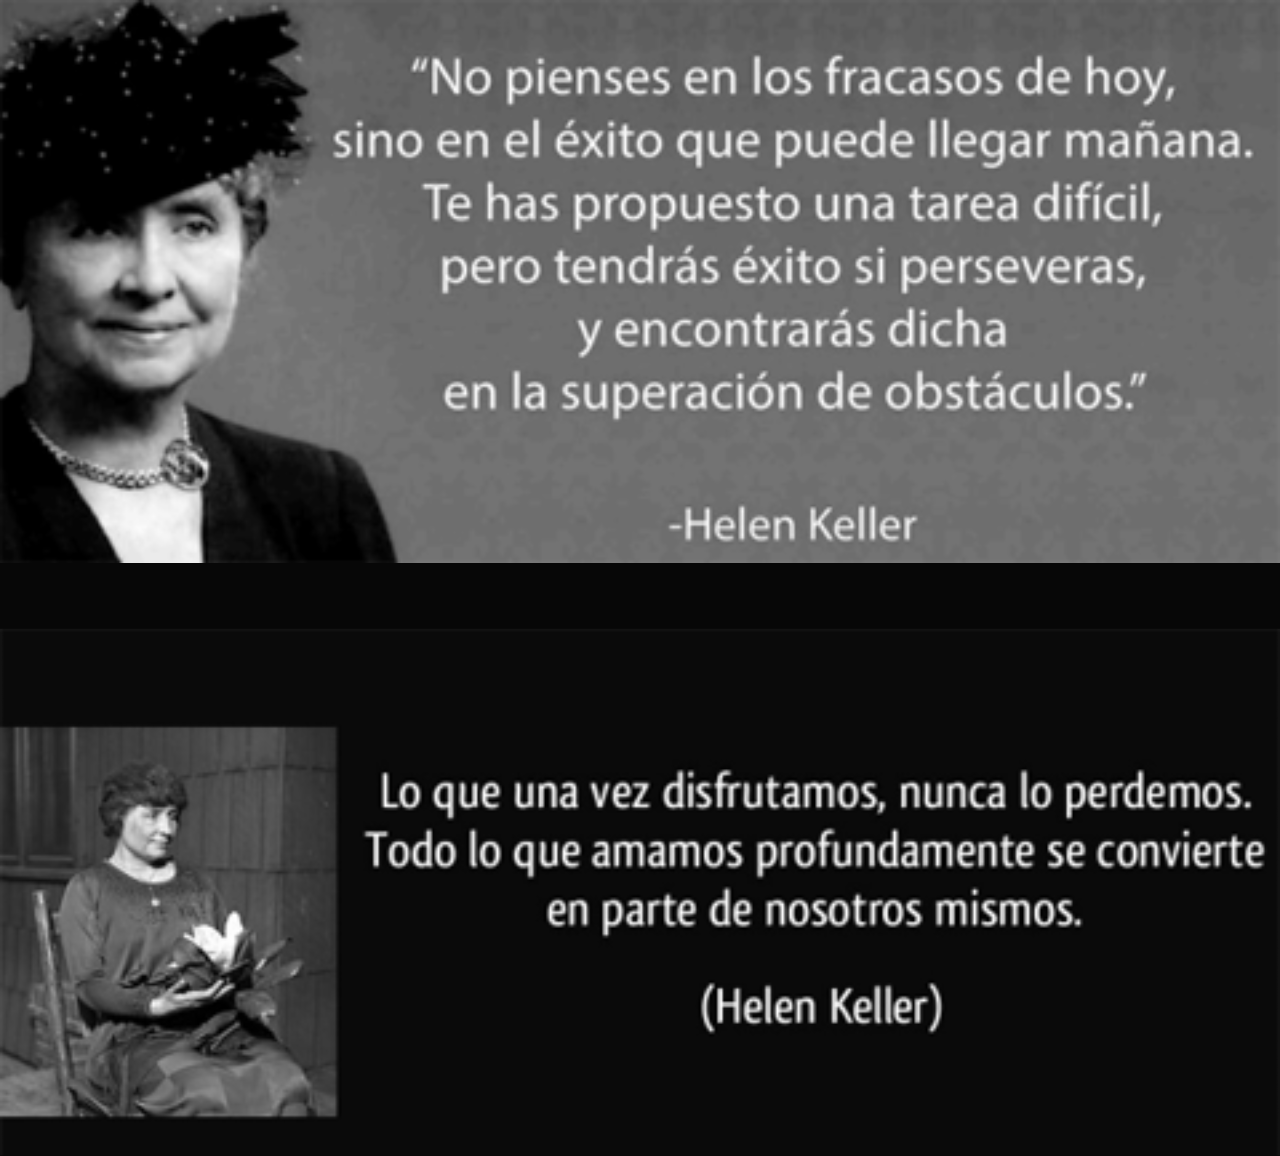 “No pienses en los fracasos de hoy,
sino en el éxito que puede llegar mañana.
Te has propuesto una tarea difícil,
pero tendrás éxito si perseveras,
y encontrarás dicha
en la superación de obstáculos.”
-Helen Keller
Lo que una vez disfrutamos, nunca lo perdemos.
Todo lo que amamos profundamente se convierte
en parte de nosotros mismos.
(Helen Keller)